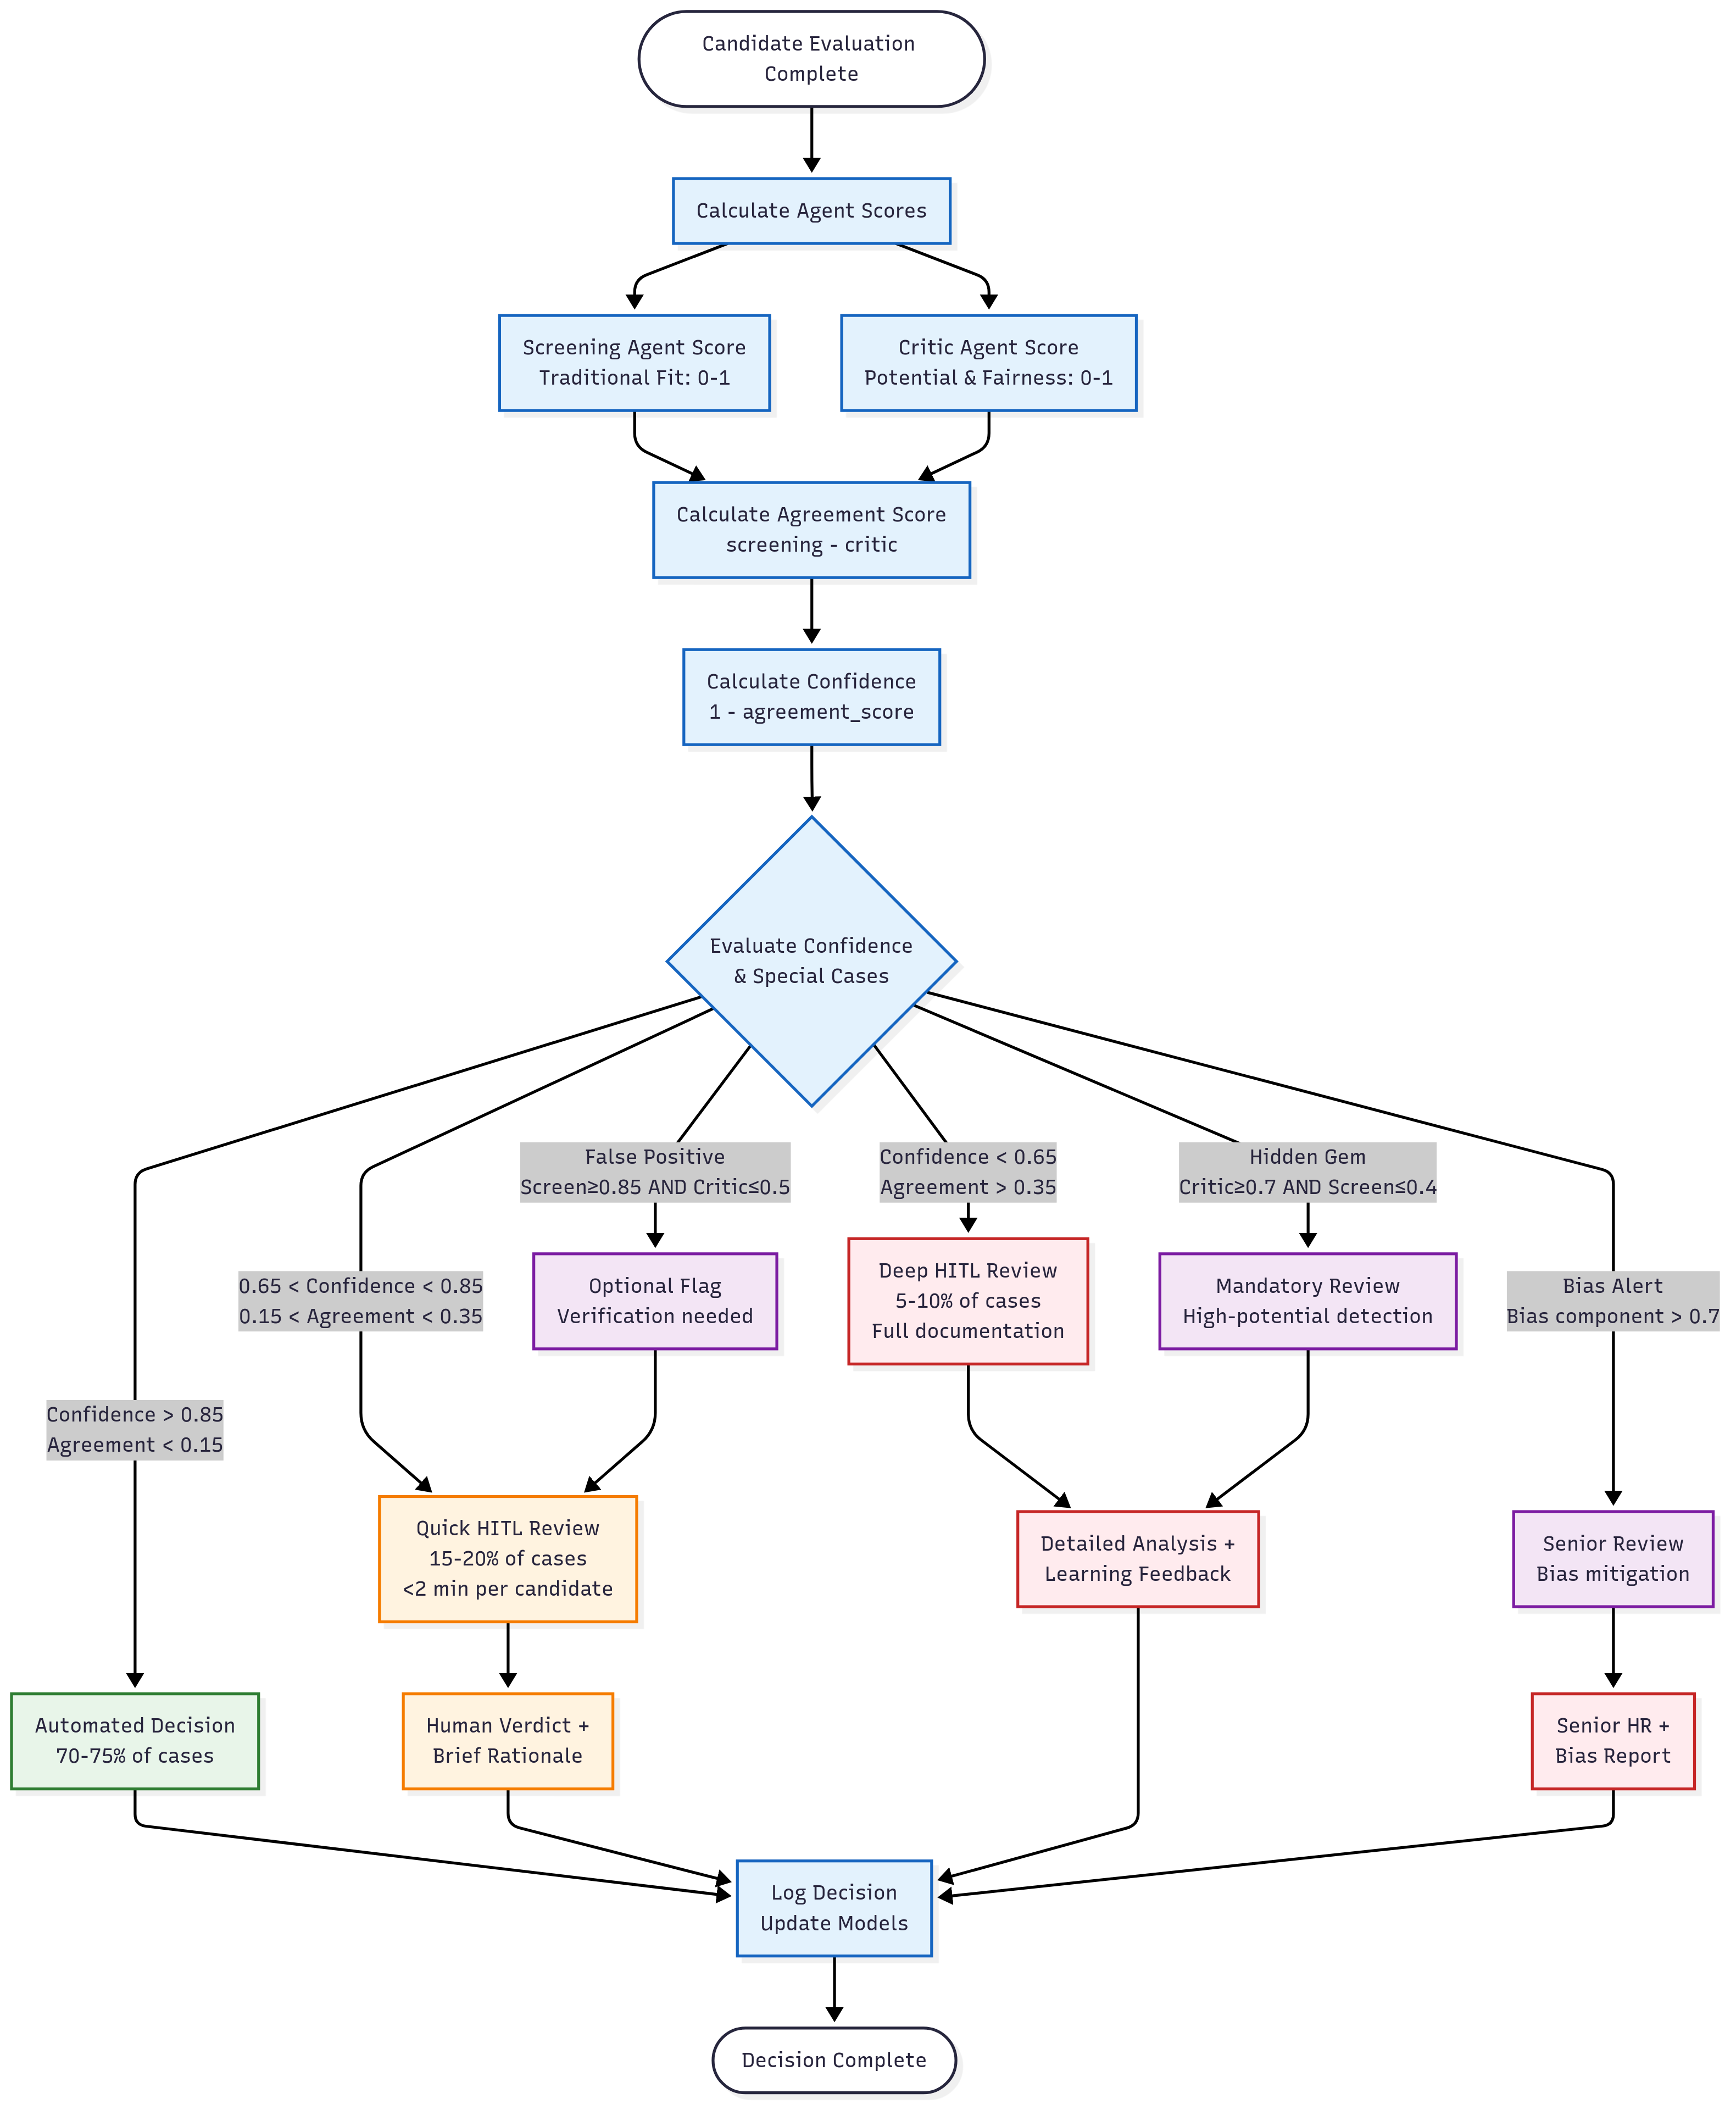 Candidate Evaluation
Complete
Calculate Agent Scores
Screening Agent Score
Traditional Fit: 0-1
Critic Agent Score
Potential & Fairness: 0-1
Calculate Agreement Score
screening - critic
Calculate Confidence
1 - agreement_score
Evaluate Confidence
& Special Cases
False Positive
Screen≥0.85 AND Critic≤0.5
Confidence < 0.65
Agreement > 0.35
Hidden Gem
Critic≥0.7 AND Screen≤0.4
0.65 < Confidence < 0.85
0.15 < Agreement < 0.35
Optional Flag
Verification needed
Deep HITL Review
5-10% of cases
Full documentation
Mandatory Review
High-potential detection
Bias Alert
Bias component > 0.7
Confidence > 0.85
Agreement < 0.15
Quick HITL Review
15-20% of cases
<2 min per candidate
Detailed Analysis +
Learning Feedback
Senior Review
Bias mitigation
Automated Decision
70-75% of cases
Human Verdict +
Brief Rationale
Senior HR +
Bias Report
Log Decision
Update Models
Decision Complete